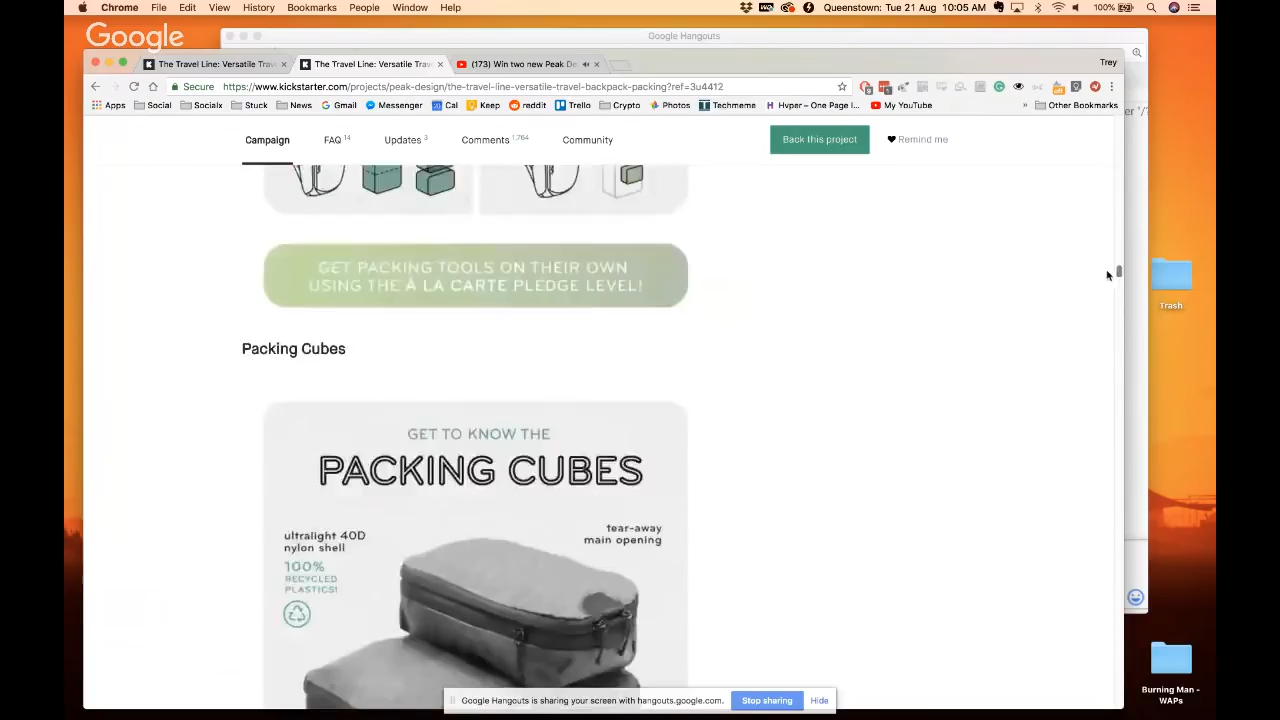 Chrome File Edit View History Bookmarks People Window Help Queenstown: Tue 21 Aug 10:05 AM 100%
Google
Google Hangouts
The Travel Line: Versatile Trav
The Travel Line: Versatile Trav
(173) Win two new Peak De
Trey
Secure https://www.kickstarter.com/projects/peak-design/the-travel-line-versatile-travel-backpack-packing?ref=3u4412
Apps Social Socialx Stuck News Gmail Messenger Cal Keep reddit Trello Crypto Photos Techmeme Hyper – One Page I... My YouTube » Other Bookmarks
Campaign FAQ 14 Updates 3 Comments 1,764 Community Back this project Remind me
GET PACKING TOOLS ON THEIR OWN
USING THE À LA CARTE PLEDGE LEVEL!
Packing Cubes
GET TO KNOW THE
PACKING CUBES
ultralight 40D
nylon shell
100%
RECYCLED
PLASTICS!
tear-away
main opening
Trash
Burning Man -
WAPs
Google Hangouts is sharing your screen with hangouts.google.com. Stop sharing Hide